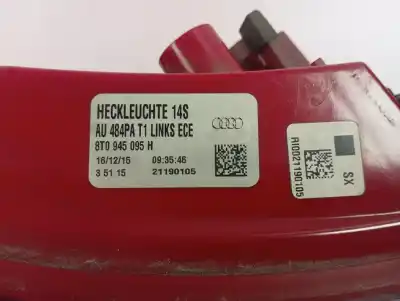 HECKLEUCHTE 14S
AU 484PA T1 LINKS ECE
8T0 945 095 H
16/12/15 09:35:46
3 51 15 21190105
SX
AI0021190105